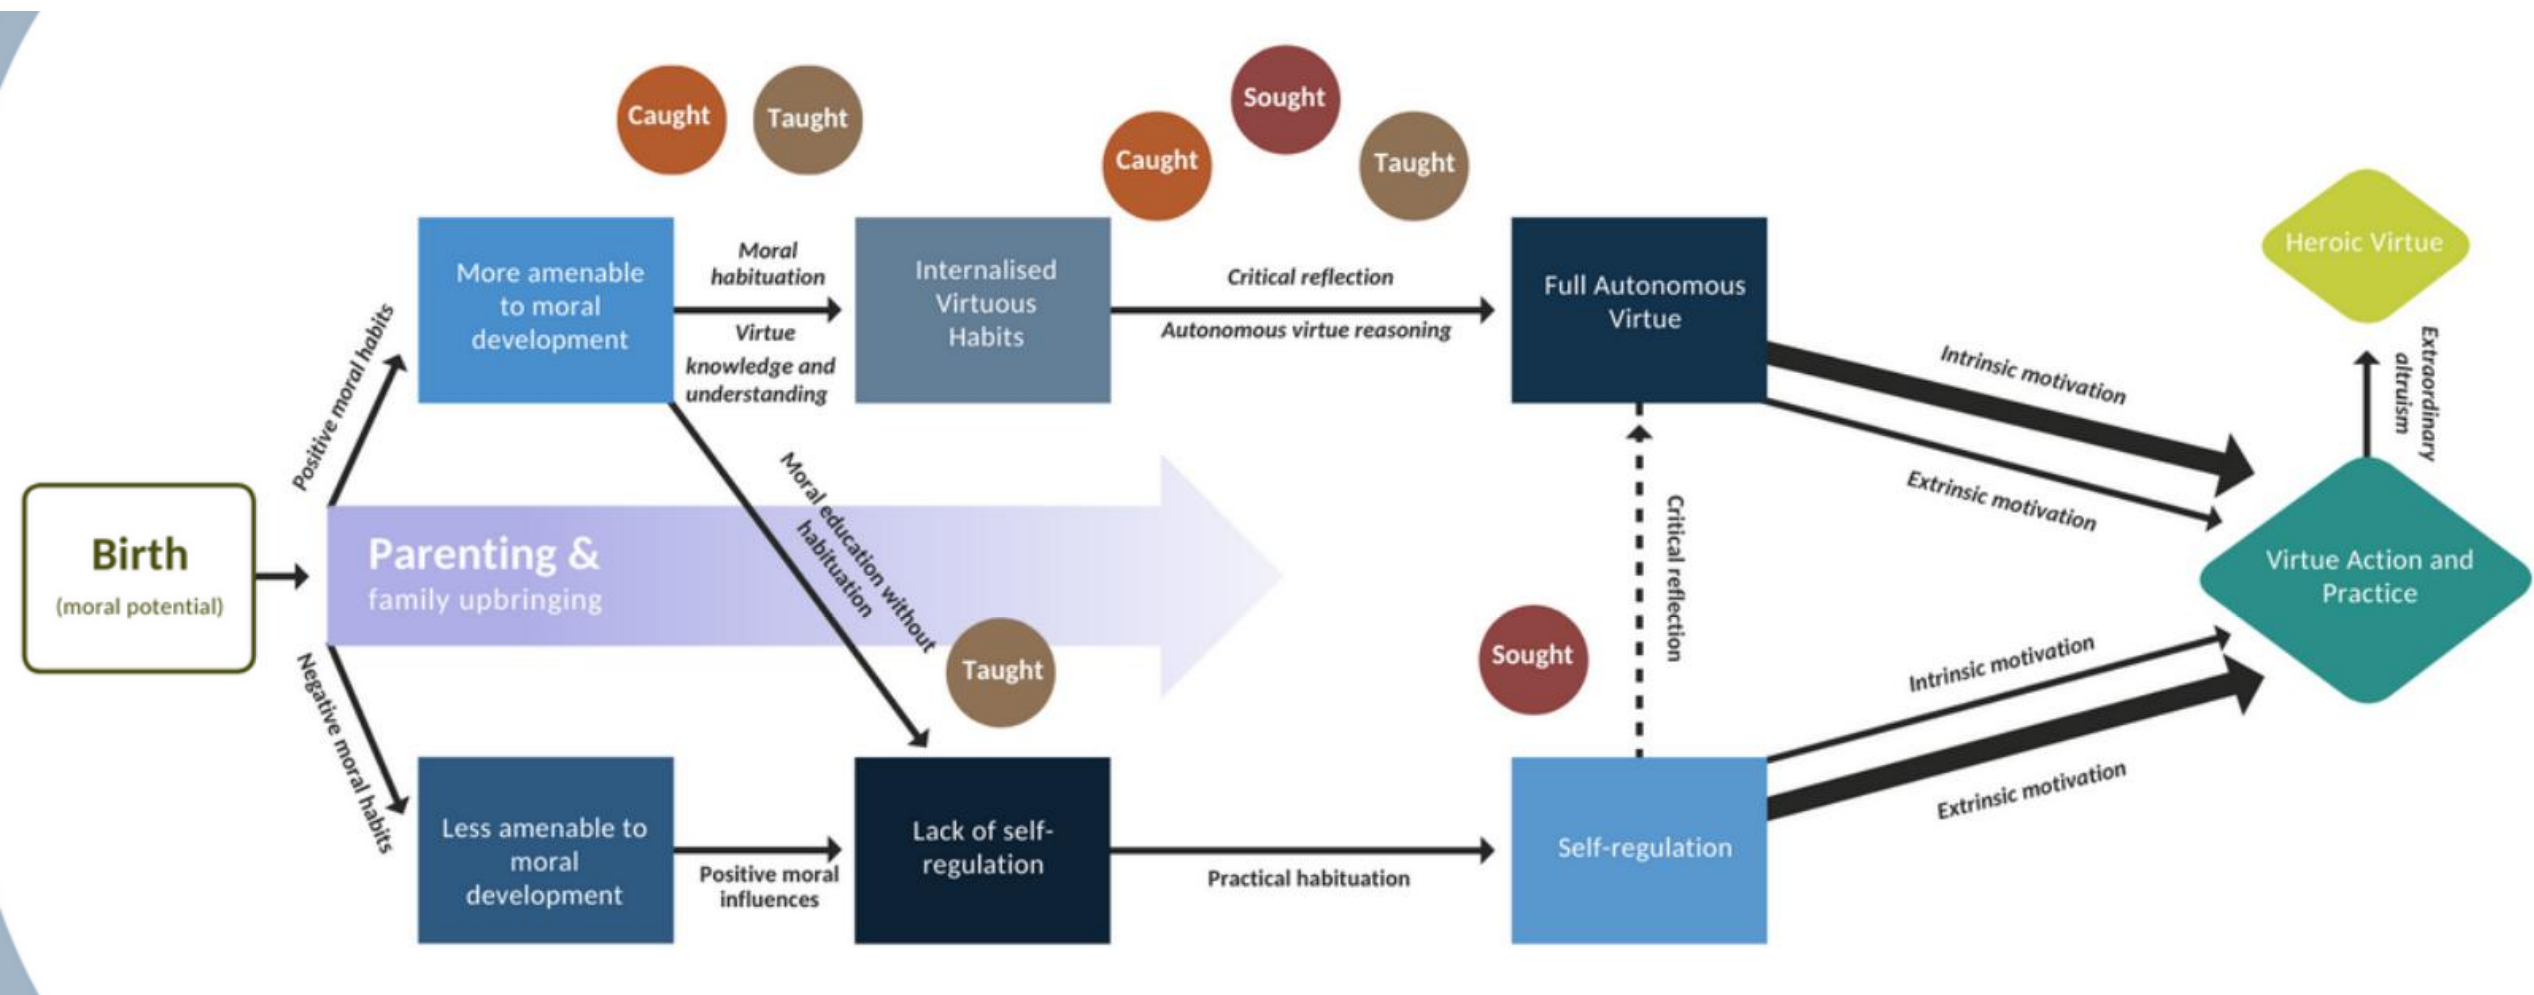 Caught
Taught
Sought
Caught
Taught
More amenable
to moral
development
Moral
habituation
Virtue
knowledge and
understanding
Internalised
Virtuous
Habits
Critical reflection
Autonomous virtue reasoning
Full Autonomous
Virtue
Intrinsic motivation
Extrinsic motivation
Heroic Virtue
Extraordinary
altruism
Positive moral habits
Birth
(moral potential)
Parenting &
family upbringing
Moral education without
habituation
Taught
Sought
Critical reflection
Virtue Action and
Practice
Negative moral habits
Less amenable to
moral
development
Positive moral
influences
Lack of self-
regulation
Practical habituation
Self-regulation
Intrinsic motivation
Extrinsic motivation